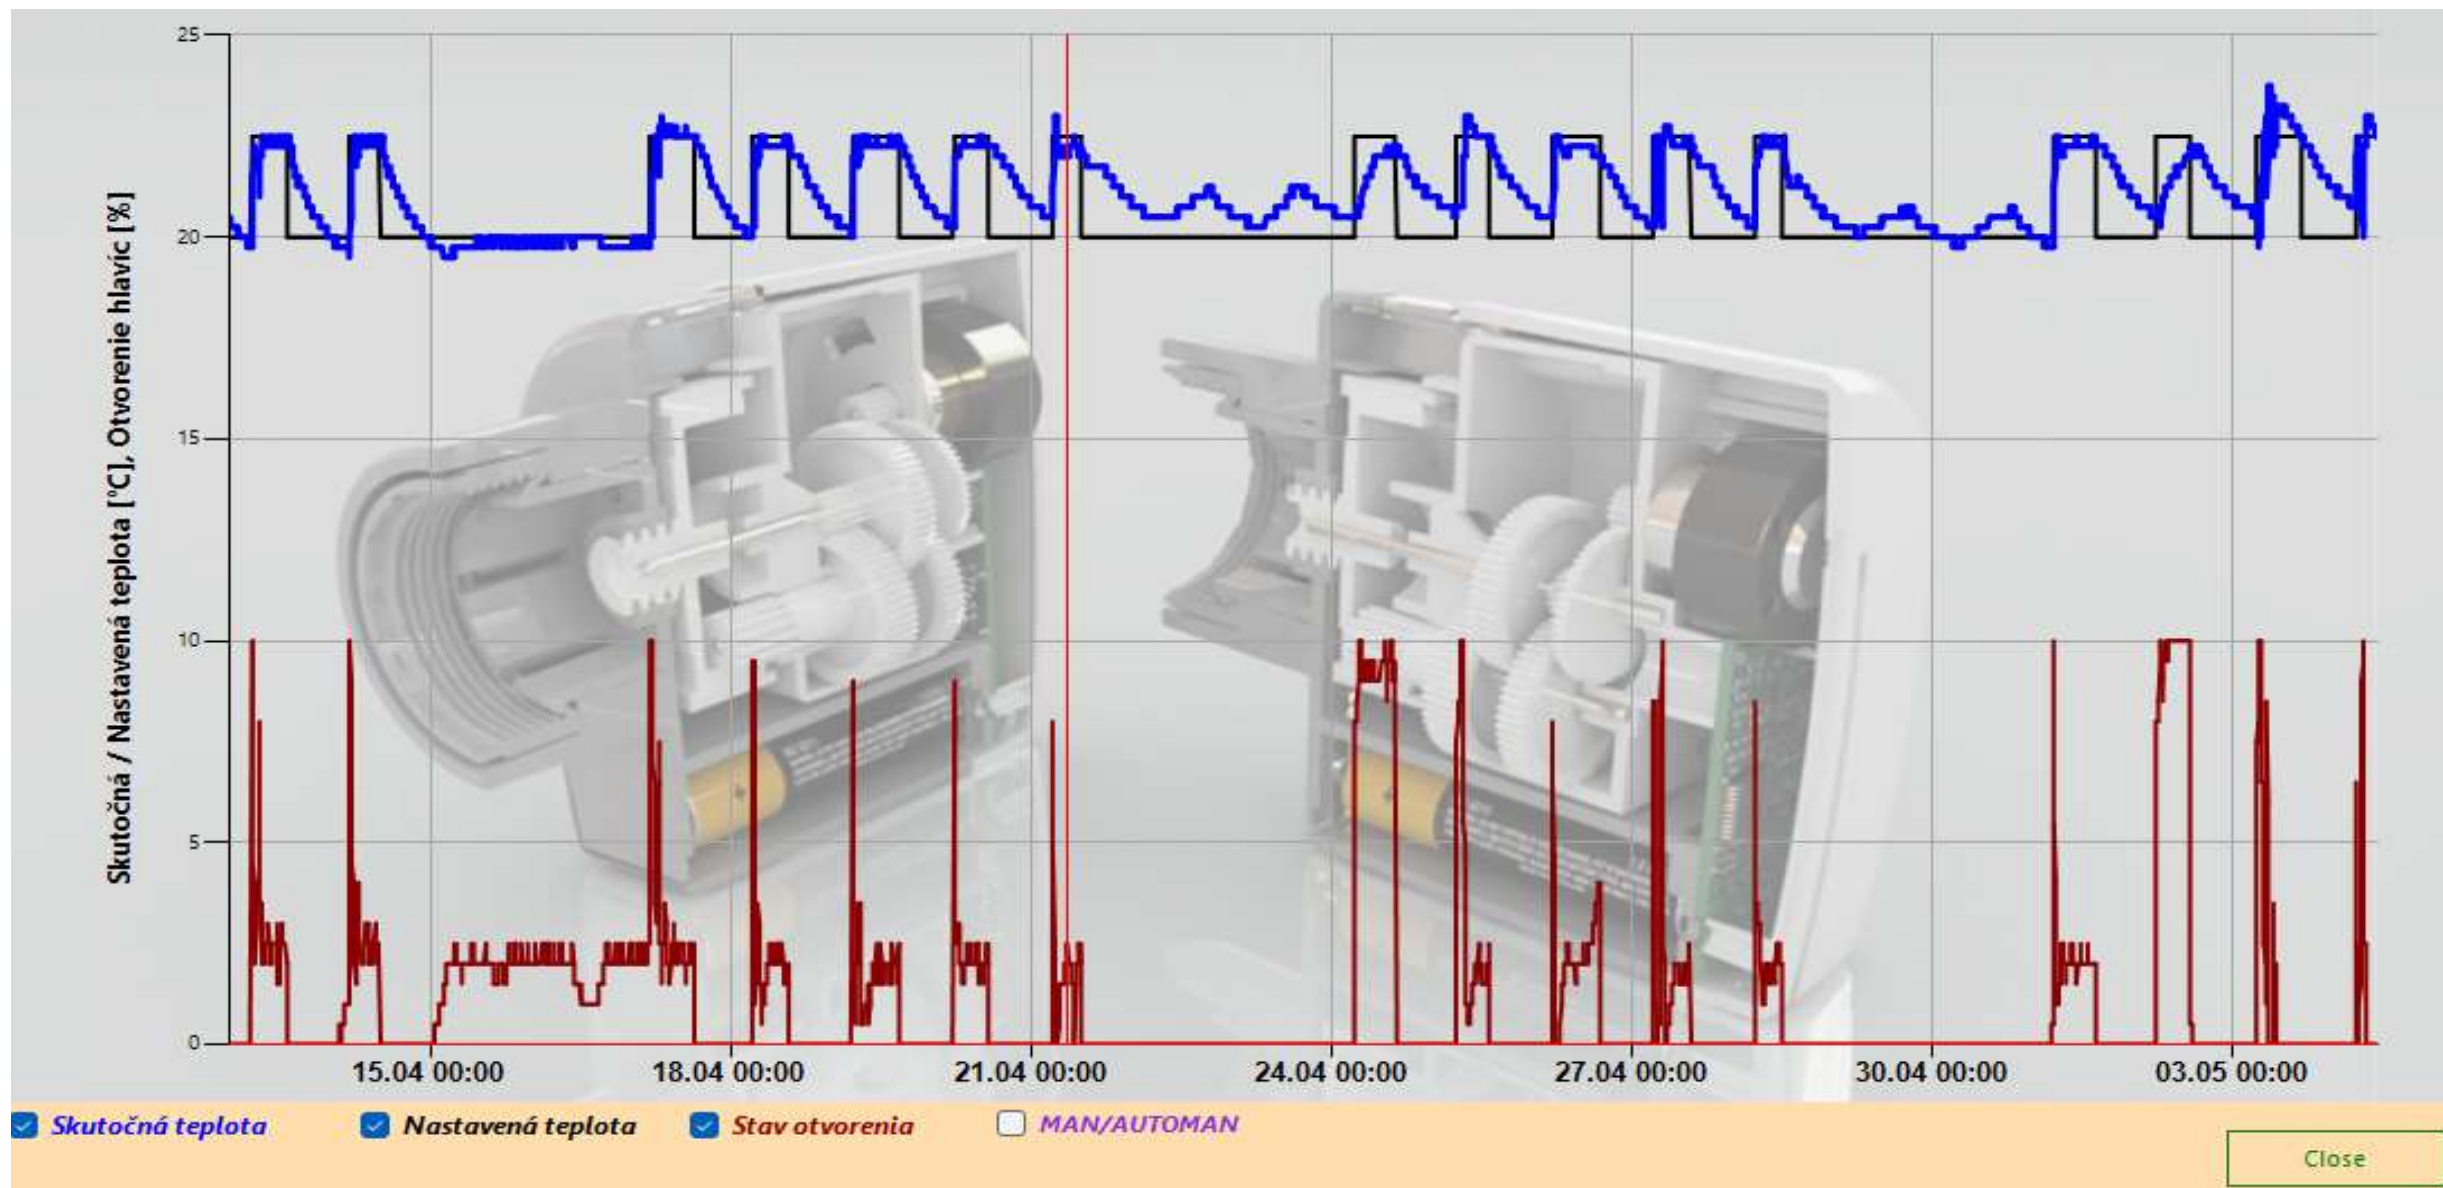 25
20
15
10
5
0
Skutočná / Nastavená teplota [°C], Otvorenie hlavíc [%]
15.04 00:00 18.04 00:00 21.04 00:00 24.04 00:00 27.04 00:00 30.04 00:00 03.05 00:00
Skutočná teplota Nastavená teplota Stav otvorenia MAN/AUTOMAN
Close